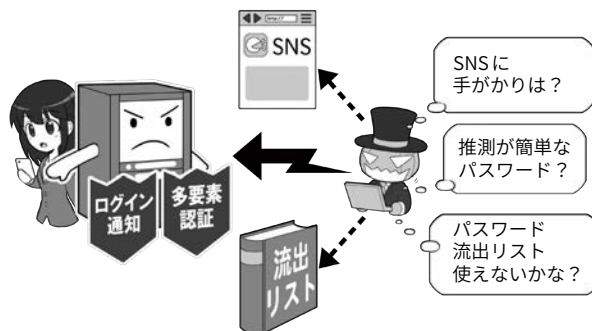 http://
SNS
SNSに
手がかりは？
推測が簡単な
パスワード？
パスワード
流出リスト
使えないかな？
ログイン
通知
多要素
認証
流出
リスト